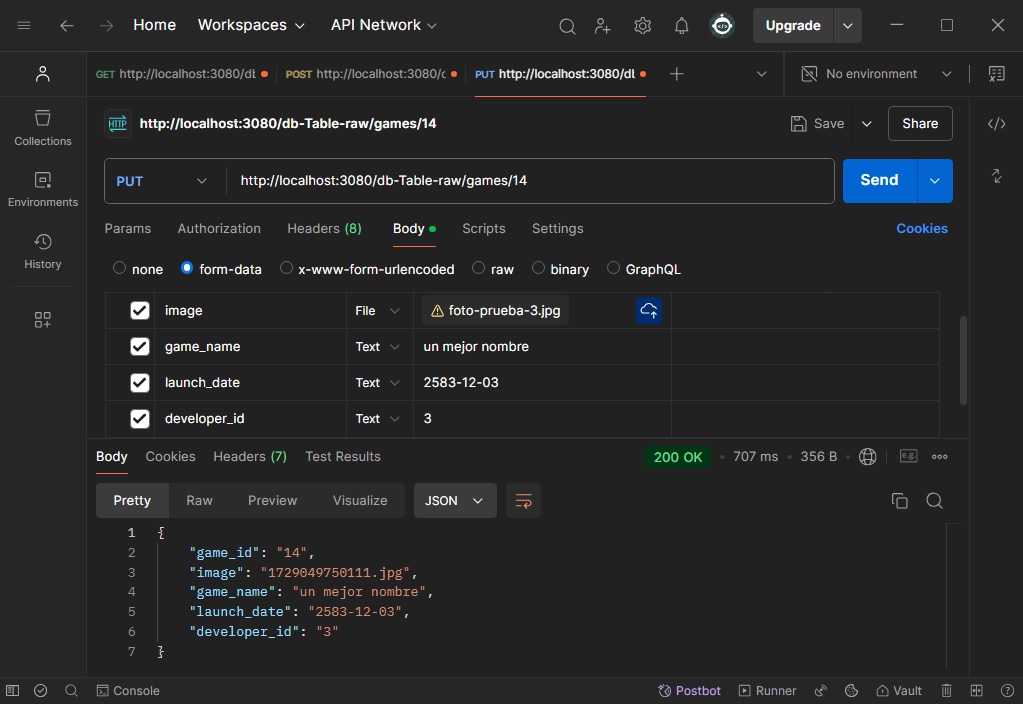 Home Workspaces API Network Upgrade
GET http://localhost:3080/db POST http://localhost:3080/c PUT http://localhost:3080/db No environment
HTTP http://localhost:3080/db-Table-raw/games/14 Save Share
Collections
PUT http://localhost:3080/db-Table-raw/games/14 Send
Environments
Params Authorization Headers (8) Body Scripts Settings Cookies
History
none form-data x-www-form-urlencoded raw binary GraphQL
image File foto-prueba-3.jpg
game_name Text un mejor nombre
launch_date Text 2583-12-03
developer_id Text 3
Body Cookies Headers (7) Test Results 200 OK 707 ms 356 B e.g.
Pretty Raw Preview Visualize JSON
1 {
2 "game_id": "14",
3 "image": "1729049750111.jpg",
4 "game_name": "un mejor nombre",
5 "launch_date": "2583-12-03",
6 "developer_id": "3"
7 }
Console Postbot Runner Vault